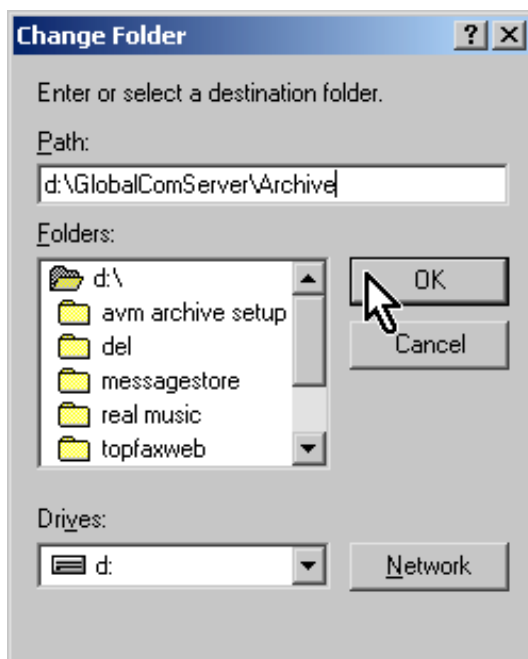 Change Folder
Enter or select a destination folder.
Path:
d:\GlobalComServer\Archive
Folders:
d:\
avm archive setup
del
messagestore
real music
topfaxweb
OK
Cancel
Drives:
d:
Network